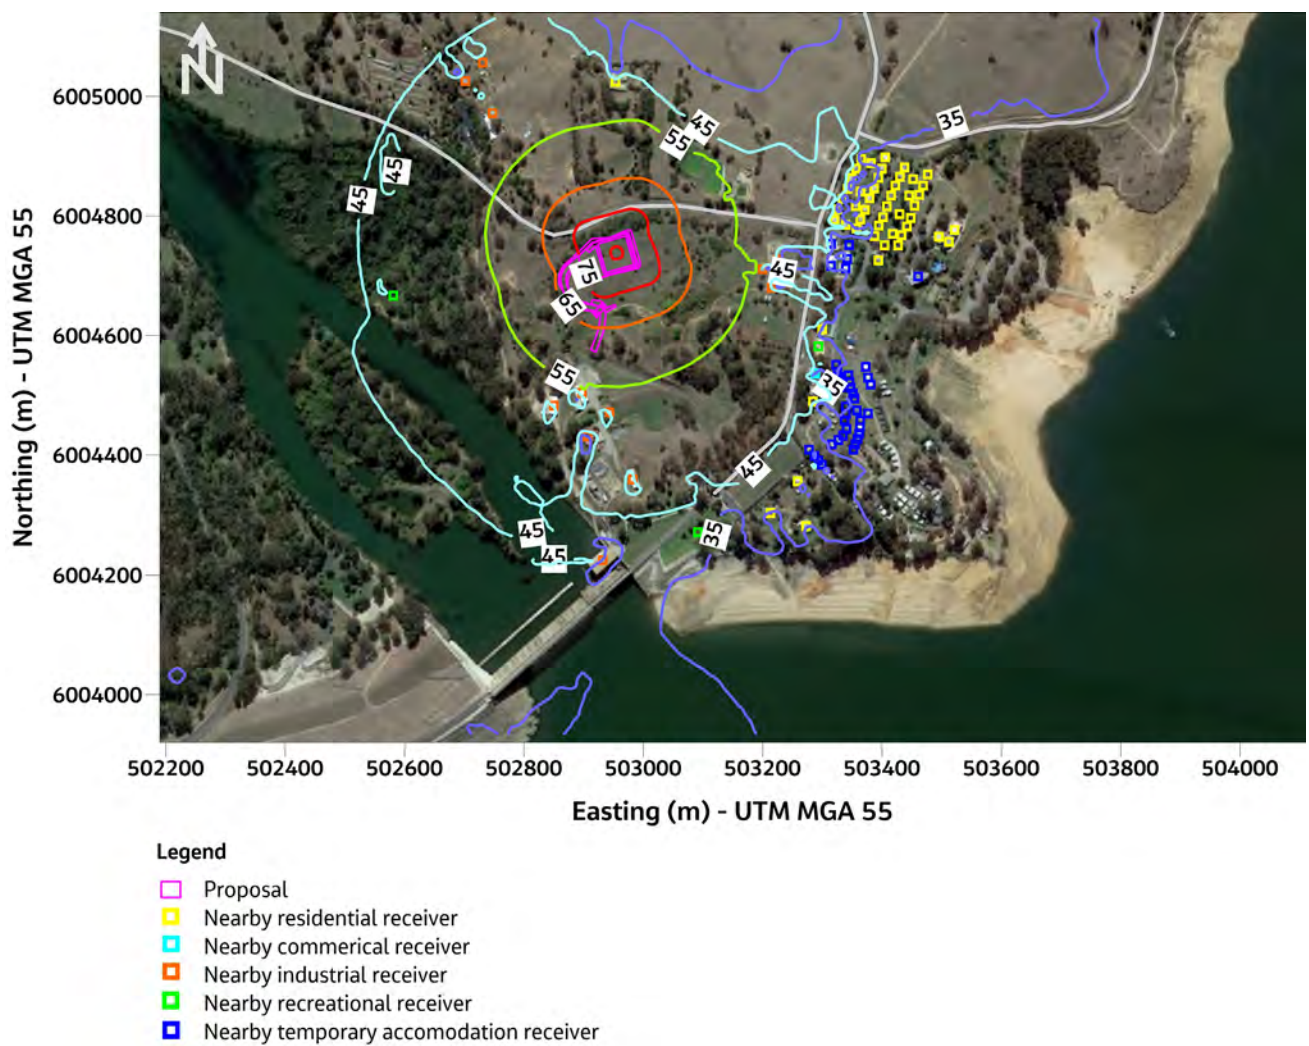 N
6005000
6004800
6004600
6004400
6004200
6004000
Northing (m) - UTM MGA 55
45
55
35
45
45
75
65
45
55
35
45
45
45
35
502200 502400 502600 502800 503000 503200 503400 503600 503800 504000
Easting (m) - UTM MGA 55
Legend
Proposal
Nearby residential receiver
Nearby commerical receiver
Nearby industrial receiver
Nearby recreational receiver
Nearby temporary accomodation receiver